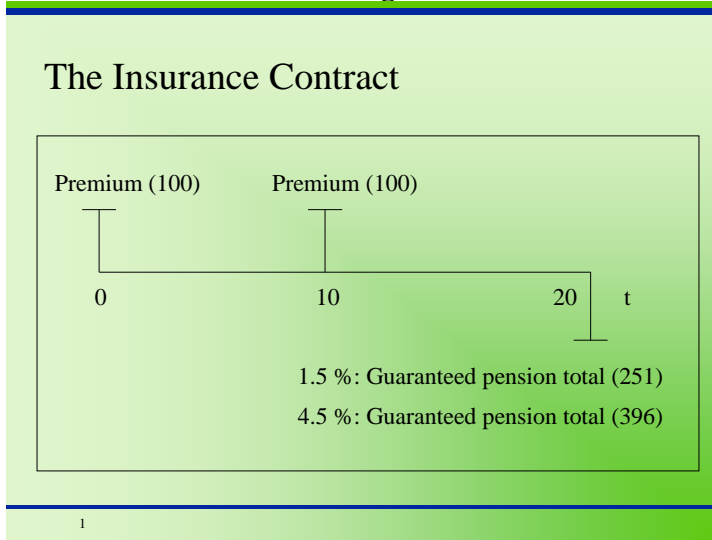 The Insurance Contract
Premium (100) Premium (100)
0 10 20 t
1.5 %: Guaranteed pension total (251)
4.5 %: Guaranteed pension total (396)
1